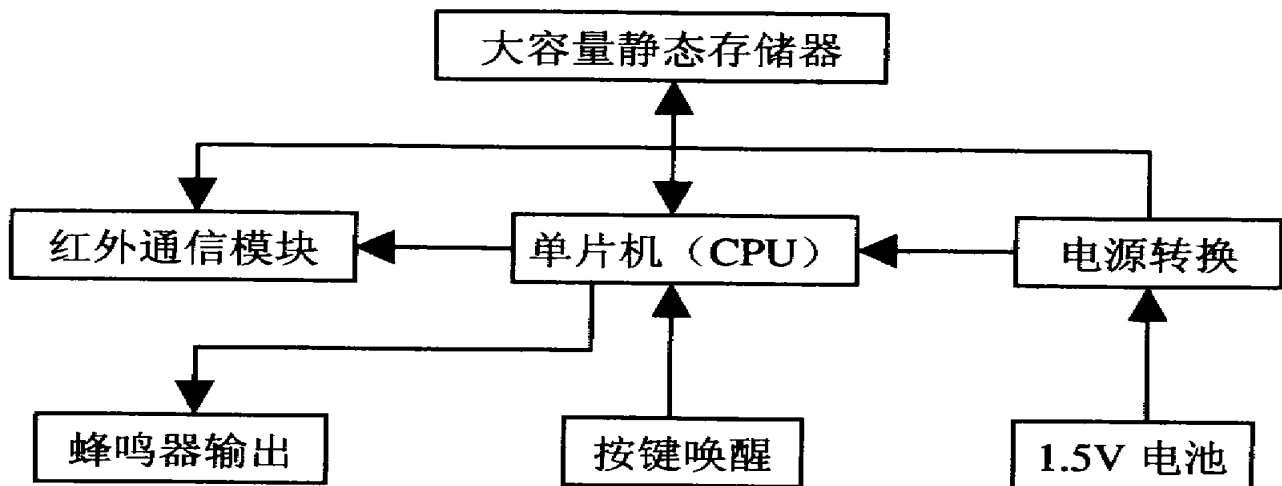 大容量静态存储器
红外通信模块
单片机（CPU）
电源转换
蜂鸣器输出
按键唤醒
1.5V 电池